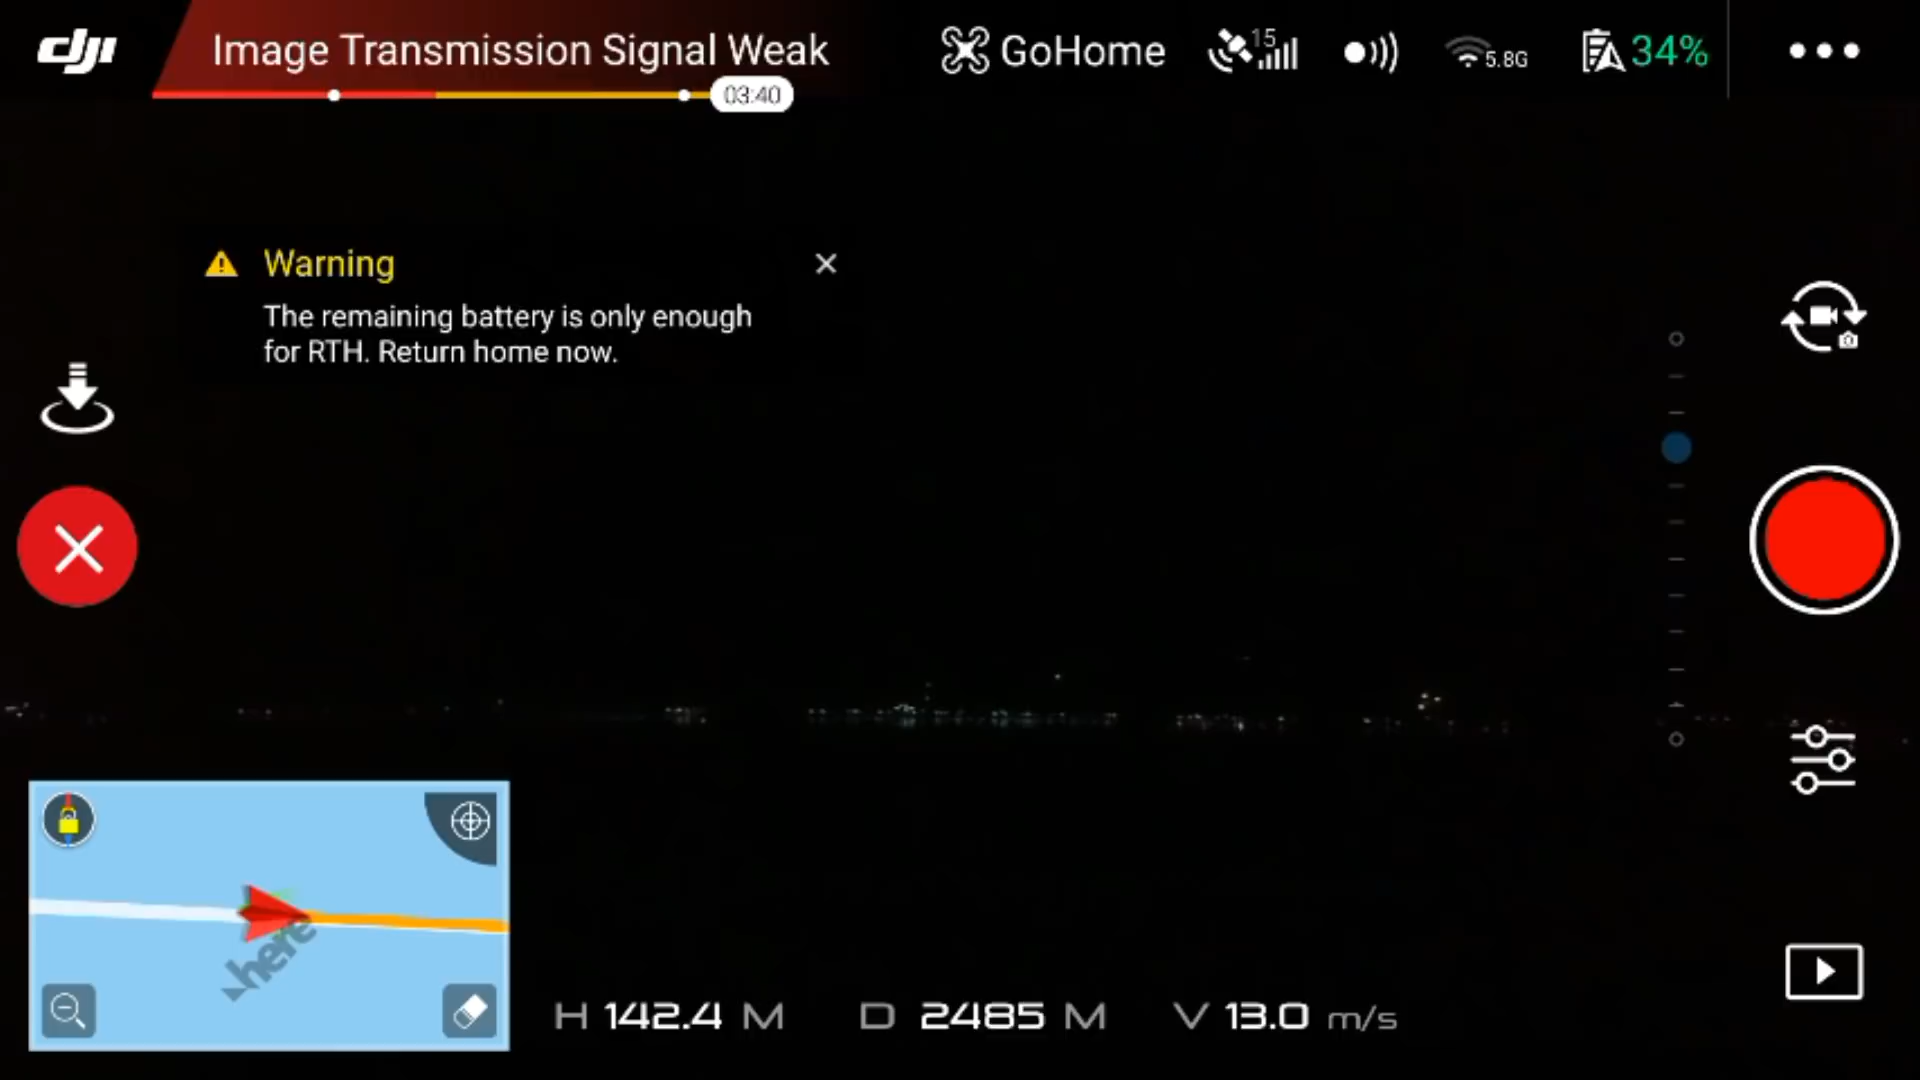 dji
Image Transmission Signal Weak
GoHome
15
5.8G
34%
03:40
Warning
The remaining battery is only enough
for RTH. Return home now.
here
H 142.4 M D 2485 M V 13.0 m/s